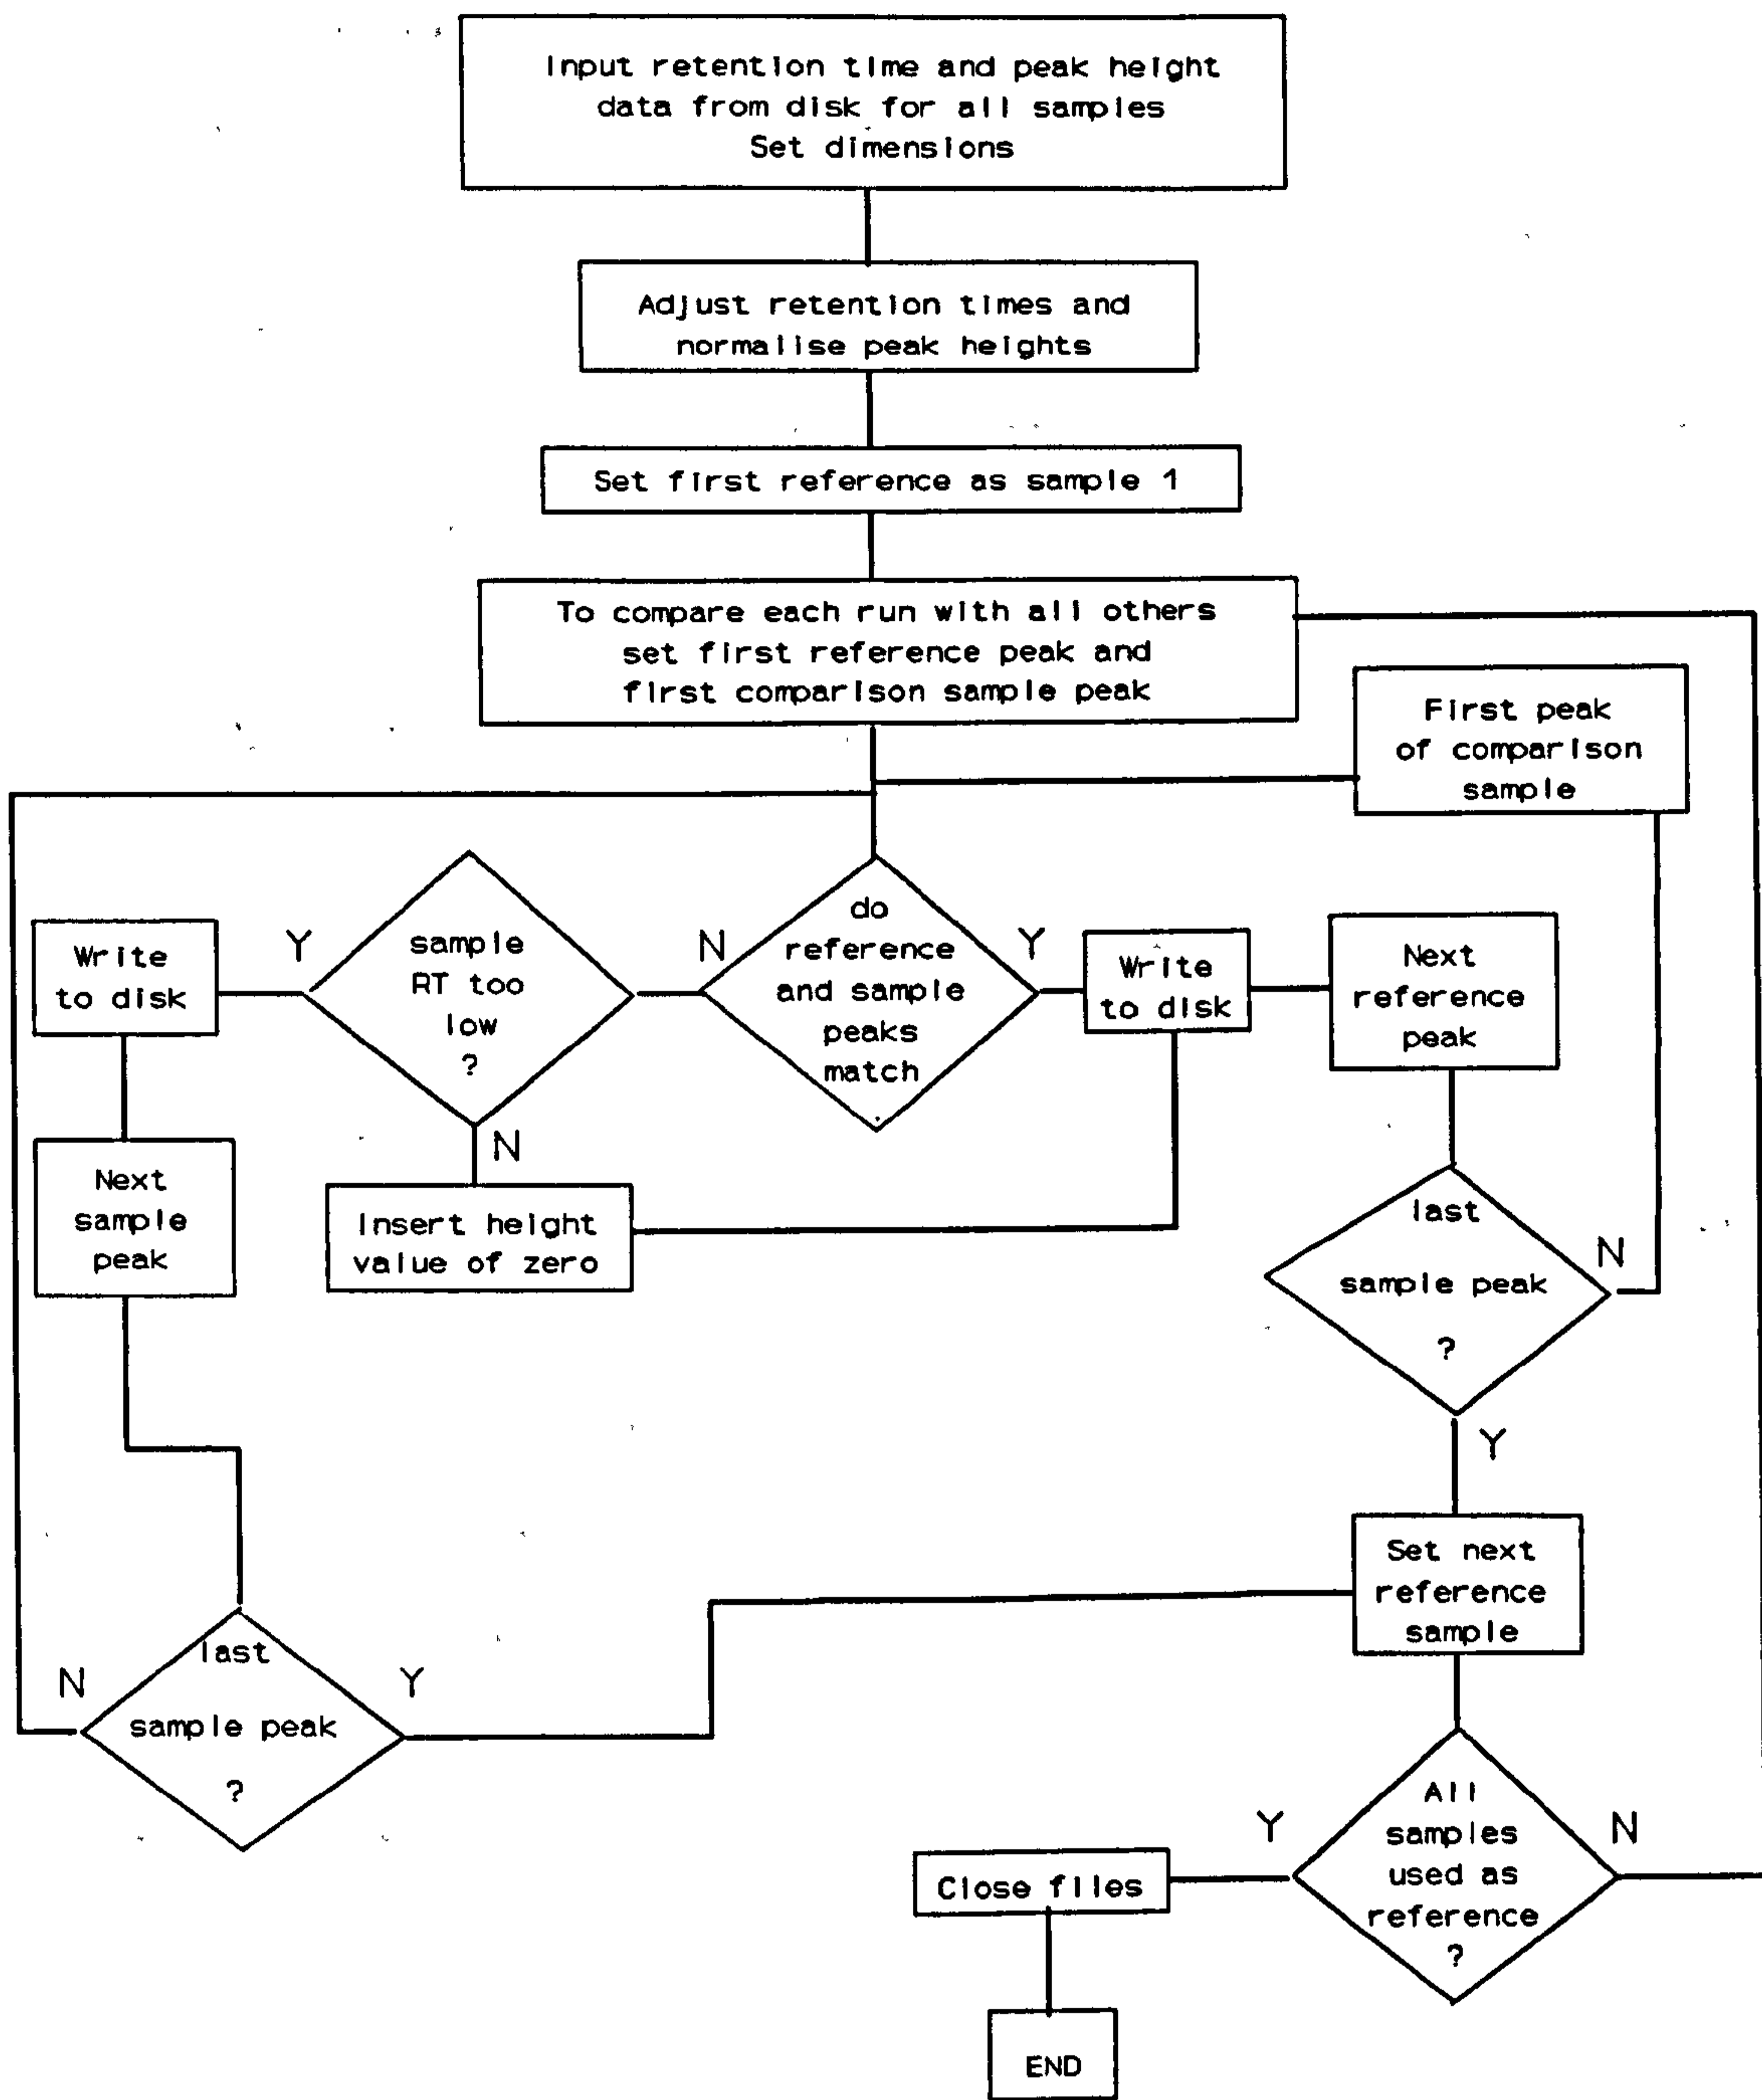 Input retention time and peak height
data from disk for all samples
Set dimensions
Adjust retention times and
normalise peak heights
Set first reference as sample 1
To compare each run with all others
set first reference peak and
first comparison sample peak
First peak
of comparison
sample
do
reference
and sample
peaks
match
N
Y
sample
RT too
low
?
Y
N
Write
to disk
Next
sample
peak
Insert height
value of zero
Write
to disk
Next
reference
peak
last
sample peak
?
N
Y
last
sample peak
?
N
Y
Set next
reference
sample
All
samples
used as
reference
?
Y
N
Close files
END